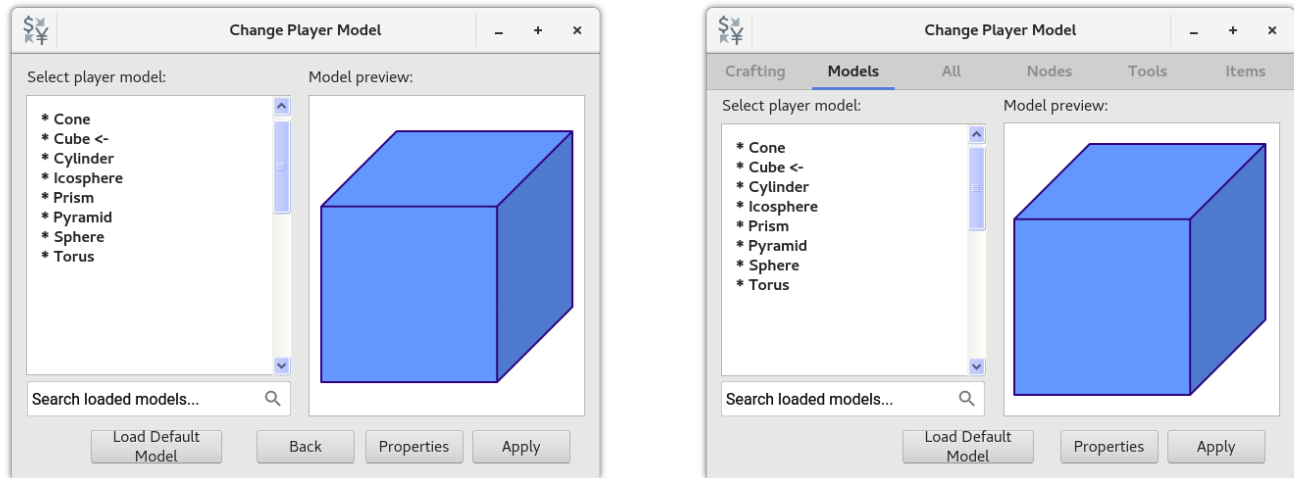 Change Player Model
Select player model:
Model preview:
* Cone
* Cube <-
* Cylinder
* Icosphere
* Prism
* Pyramid
* Sphere
* Torus
Search loaded models...
Load Default
Model
Back
Properties
Apply
Change Player Model
Crafting
Models
All
Nodes
Tools
Items
Select player model:
Model preview:
* Cone
* Cube <-
* Cylinder
* Icosphere
* Prism
* Pyramid
* Sphere
* Torus
Search loaded models...
Load Default
Model
Properties
Apply